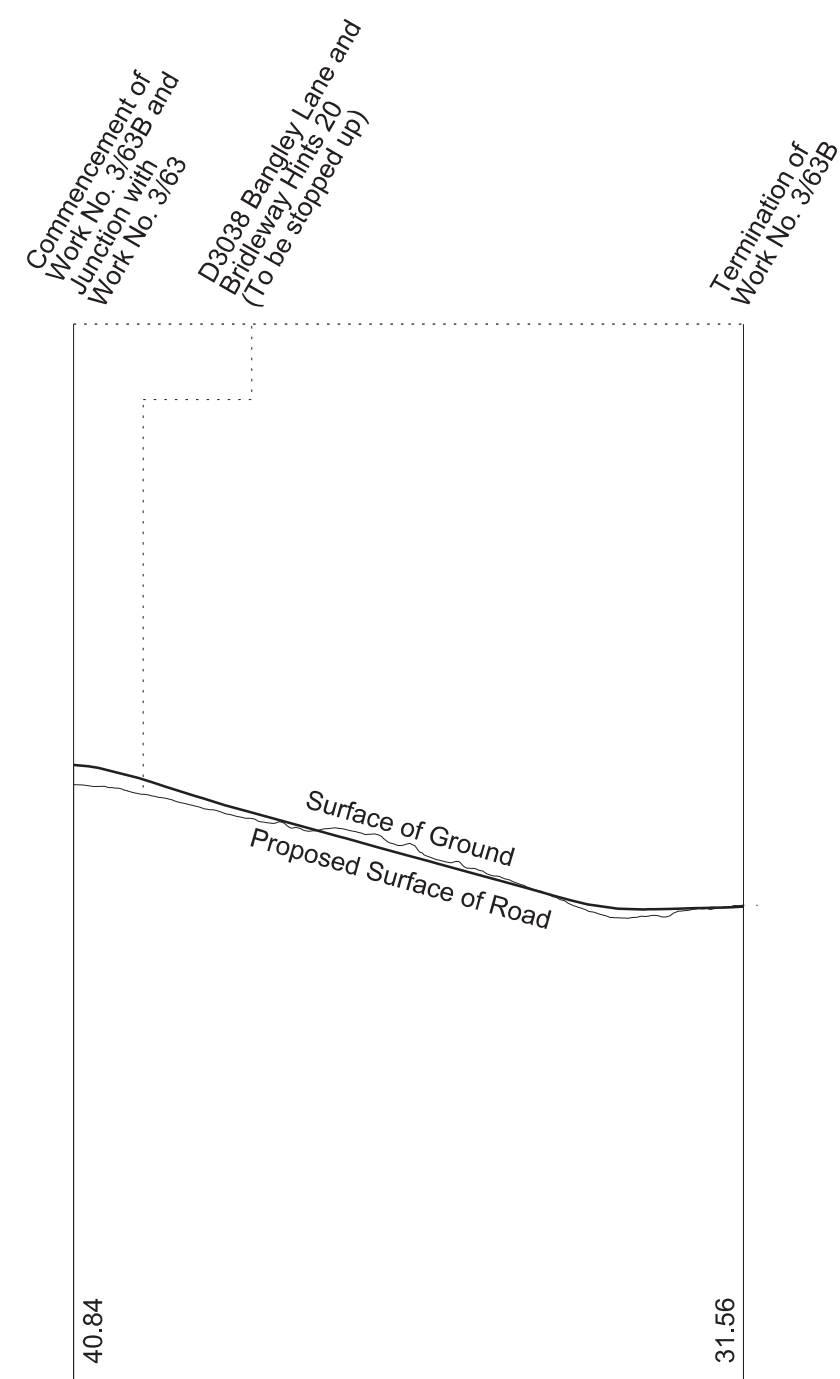 Commencement of
Work No. 3/63B and
Junction with
Work No. 3/63
D3038 Bangley Lane and
Bridleway Hints 20
(To be stopped up)
Termination of
Work No. 3/63B
Surface of Ground
Proposed Surface of Road
40.84
31.56